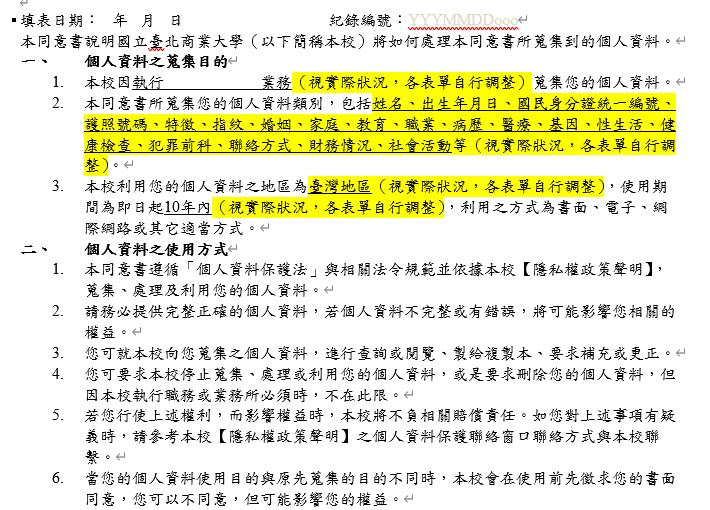 填表日期： 年 月 日 紀錄編號：YYYMMDDooo
本同意書說明國立臺北商業大學（以下簡稱本校）將如何處理本同意書所蒐集到的個人資料。
一、 個人資料之蒐集目的
1. 本校因執行 業務（視實際狀況，各表單自行調整）蒐集您的個人資料。
2. 本同意書所蒐集您的個人資料類別，包括姓名、出生年月日、國民身分證統一編號、
護照號碼、特徵、指紋、婚姻、家庭、教育、職業、病歷、醫療、基因、性生活、健
康檢查、犯罪前科、聯絡方式、財務情況、社會活動等（視實際狀況，各表單自行調
整）。
3. 本校利用您的個人資料之地區為臺灣地區（視實際狀況，各表單自行調整），使用期
間為即日起10年內（視實際狀況，各表單自行調整），利用之方式為書面、電子、網
際網路或其它適當方式。
二、 個人資料之使用方式
1. 本同意書遵循「個人資料保護法」與相關法令規範並依據本校【隱私權政策聲明】，
蒐集、處理及利用您的個人資料。
2. 請務必提供完整正確的個人資料，若個人資料不完整或有錯誤，將可能影響您相關的
權益。
3. 您可就本校向您蒐集之個人資料，進行查詢或閱覽、製給複製本、要求補充或更正。
4. 您可要求本校停止蒐集、處理或利用您的個人資料，或是要求刪除您的個人資料，但
因本校執行職務或業務所必須時，不在此限。
5. 若您行使上述權利，而影響權益時，本校將不負相關賠償責任。如您對上述事項有疑
義時，請參考本校【隱私權政策聲明】之個人資料保護聯絡窗口聯絡方式與本校聯
繫。
6. 當您的個人資料使用目的與原先蒐集的目的不同時，本校會在使用前先徵求您的書面
同意，您可以不同意，但可能影響您的權益。